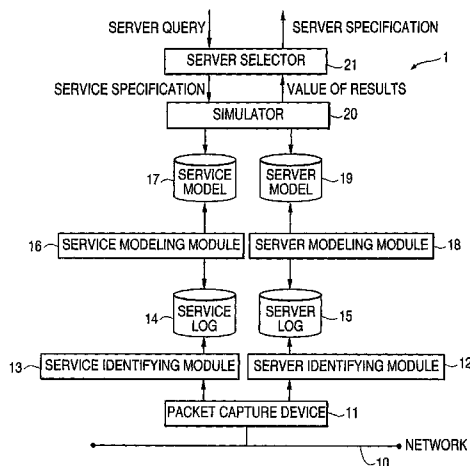 SERVER QUERY
SERVER SPECIFICATION
SERVER SELECTOR
21
1
SERVICE SPECIFICATION
VALUE OF RESULTS
SIMULATOR
20
17
SERVICE
MODEL
SERVER
MODEL
19
16
SERVICE MODELING MODULE
SERVER MODELING MODULE
18
14
SERVICE
LOG
SERVER
LOG
15
13
SERVICE IDENTIFYING MODULE
SERVER IDENTIFYING MODULE
12
PACKET CAPTURE DEVICE
11
NETWORK
10